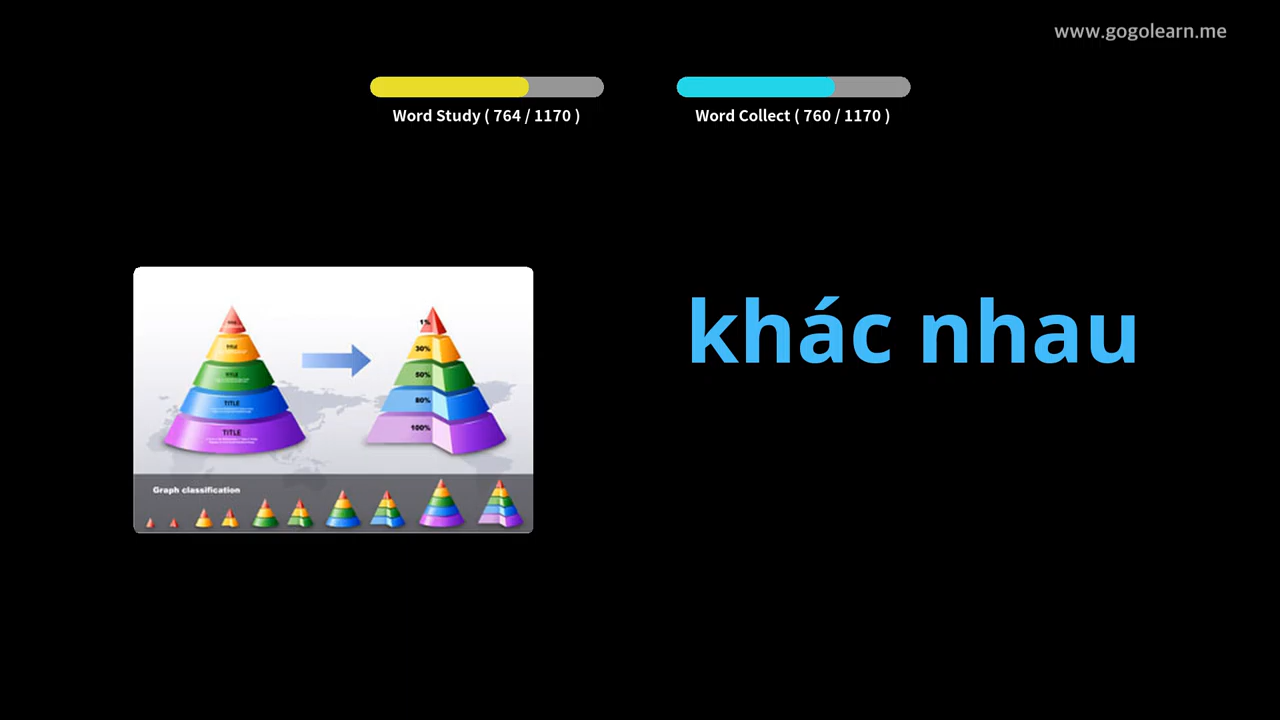 www.gogolearn.me
Word Study ( 764 / 1170 )
Word Collect ( 760 / 1170 )
khác nhau
TITLE
TITLE
TITLE
TITLE
1%
30%
50%
80%
100%
Graph classification